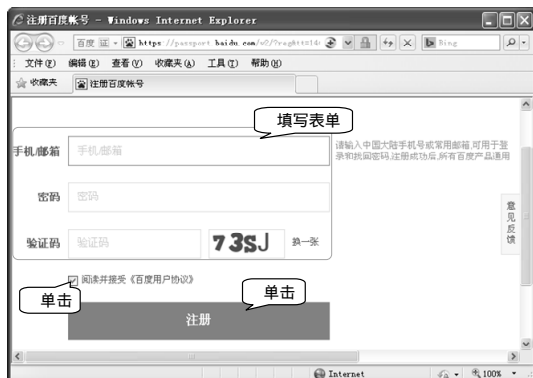 注册百度帐号 - Windows Internet Explorer
百度 证 https://passport.baidu.com/v2/?reg Bing
文件(F) 编辑(E) 查看(V) 收藏夹(A) 工具(T) 帮助(H)
收藏夹 注册百度帐号
填写表单
手机/邮箱 手机/邮箱
请输入中国大陆手机号或常用邮箱,可用于登
录和找回密码,注册成功后,所有百度产品通用
密码 密码
意见反馈
验证码 验证码 73SJ 换一张
阅读并接受《百度用户协议》
单击
单击
注册
Internet 100%